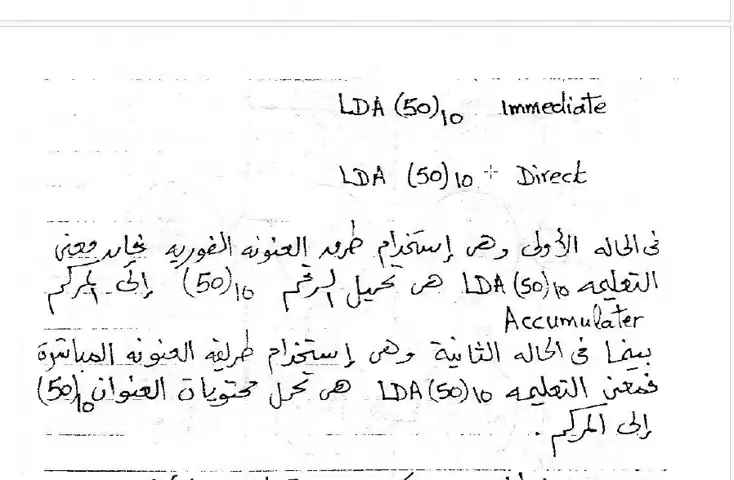 LDA (50)10 Immediate
LDA (50)10 Direct
فى الحاله الأولى وهى إستخدام طرق العنونه الفوريه فإن معنى
التعليمه LDA (50)10 هى تحميل الرقم (50)10 إلى المركم
Accumulater
بينما فى الحاله الثانية وهى إستخدام طريقه العنونه المباشرة
فمعنى التعليمه LDA (50)10 هى تحمل محتويات العنوان (50)10
إلى المركم .